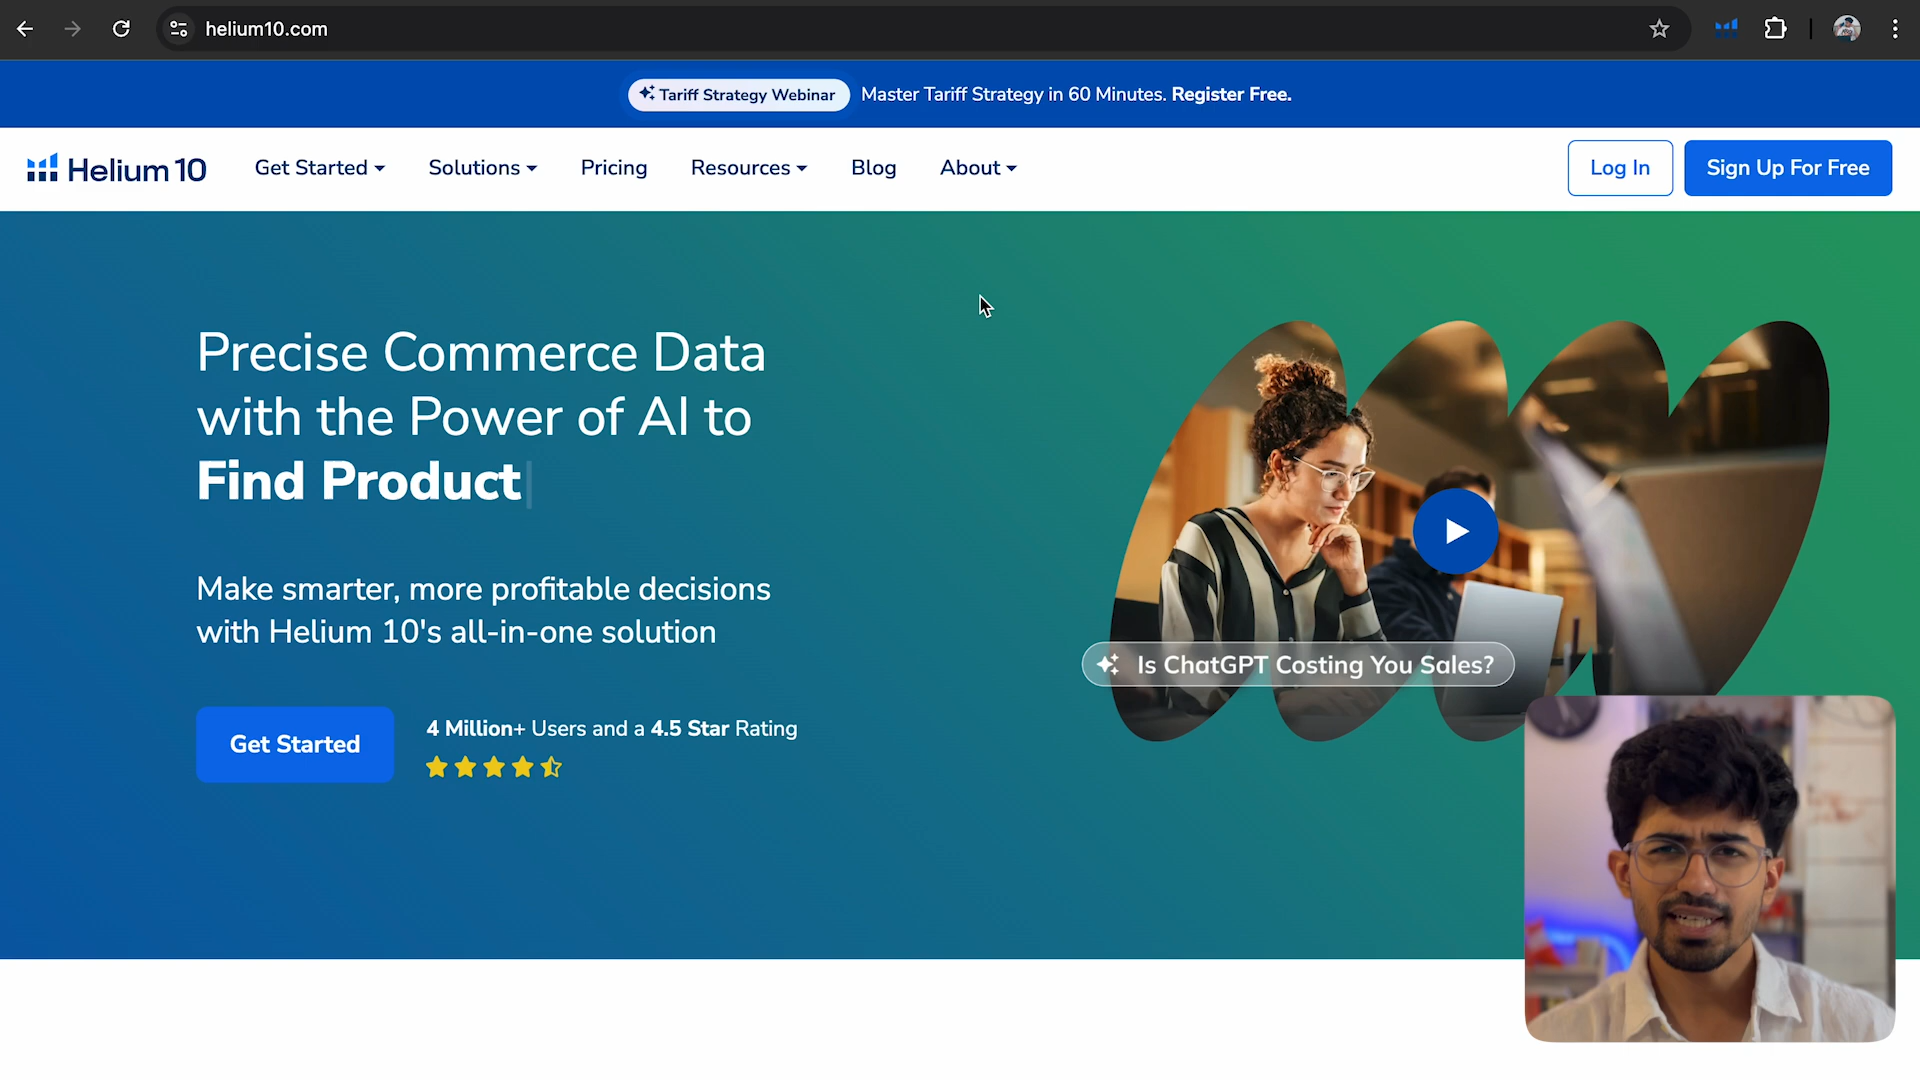 helium10.com
Tariff Strategy Webinar Master Tariff Strategy in 60 Minutes. Register Free.
Helium 10 Get Started Solutions Pricing Resources Blog About Log In Sign Up For Free
Precise Commerce Data
with the Power of AI to
Find Product
Make smarter, more profitable decisions
with Helium 10's all-in-one solution
Is ChatGPT Costing You Sales?
Get Started
4 Million+ Users and a 4.5 Star Rating